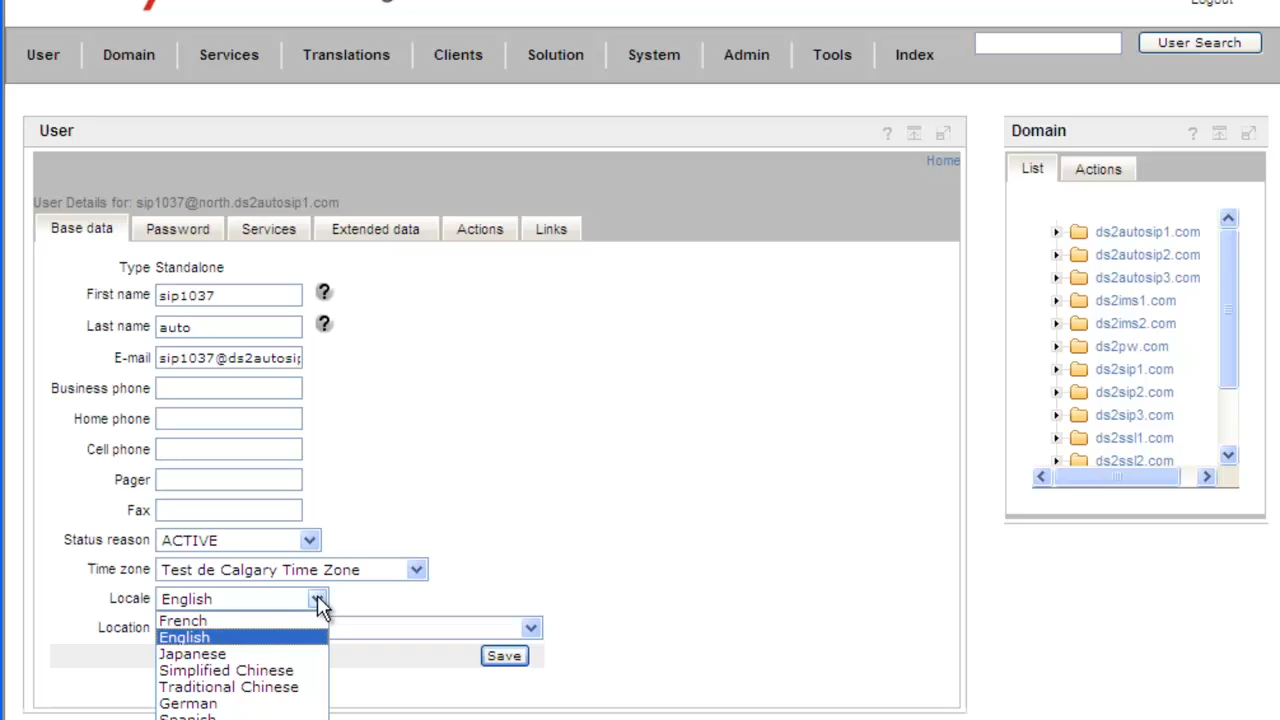 Logout
User Domain Services Translations Clients Solution System Admin Tools Index User Search
User
?
Home
User Details for: sip1037@north.ds2autosip1.com
Base data Password Services Extended data Actions Links
Type Standalone
First name sip1037 ?
Last name auto ?
E-mail sip1037@ds2autosip
Business phone
Home phone
Cell phone
Pager
Fax
Status reason ACTIVE
Time zone Test de Calgary Time Zone
Locale English
Location
French
English
Japanese
Simplified Chinese
Traditional Chinese
German
Spanish
Save
Domain
?
List Actions
ds2autosip1.com
ds2autosip2.com
ds2autosip3.com
ds2ims1.com
ds2ims2.com
ds2pw.com
ds2sip1.com
ds2sip2.com
ds2sip3.com
ds2ssl1.com
ds2ssl2.com